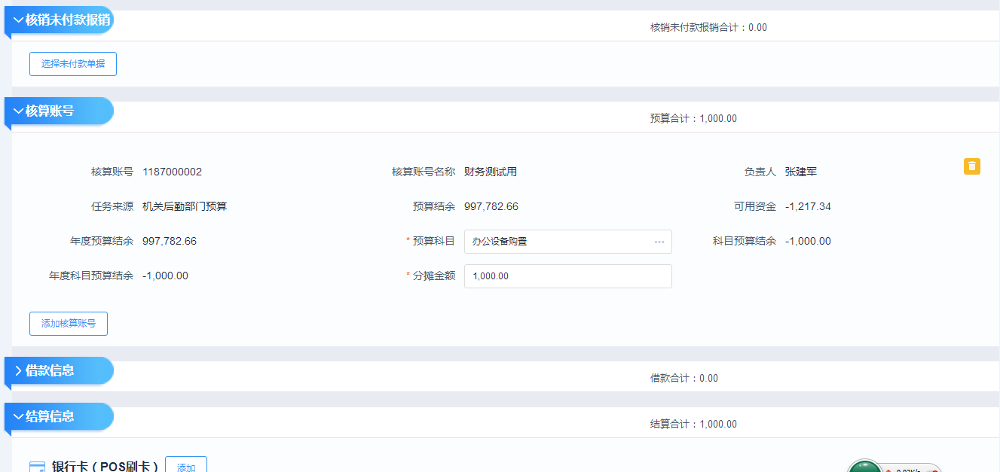 核销未付款报销
核销未付款报销合计：0.00
选择未付款单据
核算账号
预算合计：1,000.00
核算账号 1187000002 核算账号名称 财务测试用 负责人 张建军
任务来源 机关后勤部门预算 预算结余 997,782.66 可用资金 -1,217.34
年度预算结余 997,782.66 * 预算科目 办公设备购置 ··· 科目预算结余 -1,000.00
年度科目预算结余 -1,000.00 * 分摊金额 1,000.00
添加核算账号
借款信息
借款合计：0.00
结算信息
结算合计：1,000.00
银行卡（POS刷卡） 添加